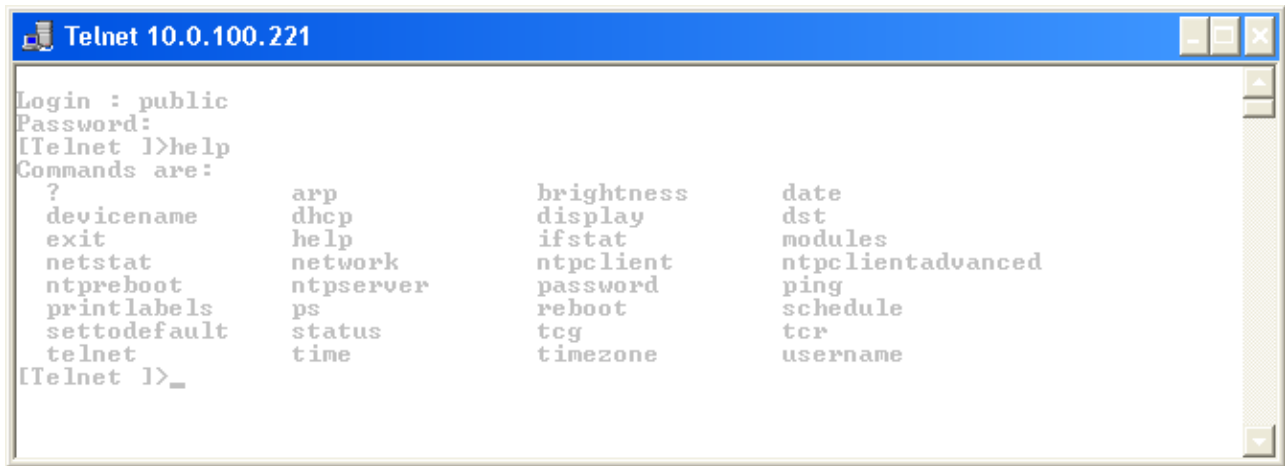 Telnet 10.0.100.221
Login : public
Password:
[Telnet ]>help
Commands are:
? arp brightness date
devicename dhcp display dst
exit help ifstat modules
netstat network ntpclient ntpclientadvanced
ntpreboot ntpserver password ping
printlabels ps reboot schedule
settodefault status tcg tcr
telnet time timezone username
[Telnet ]>_